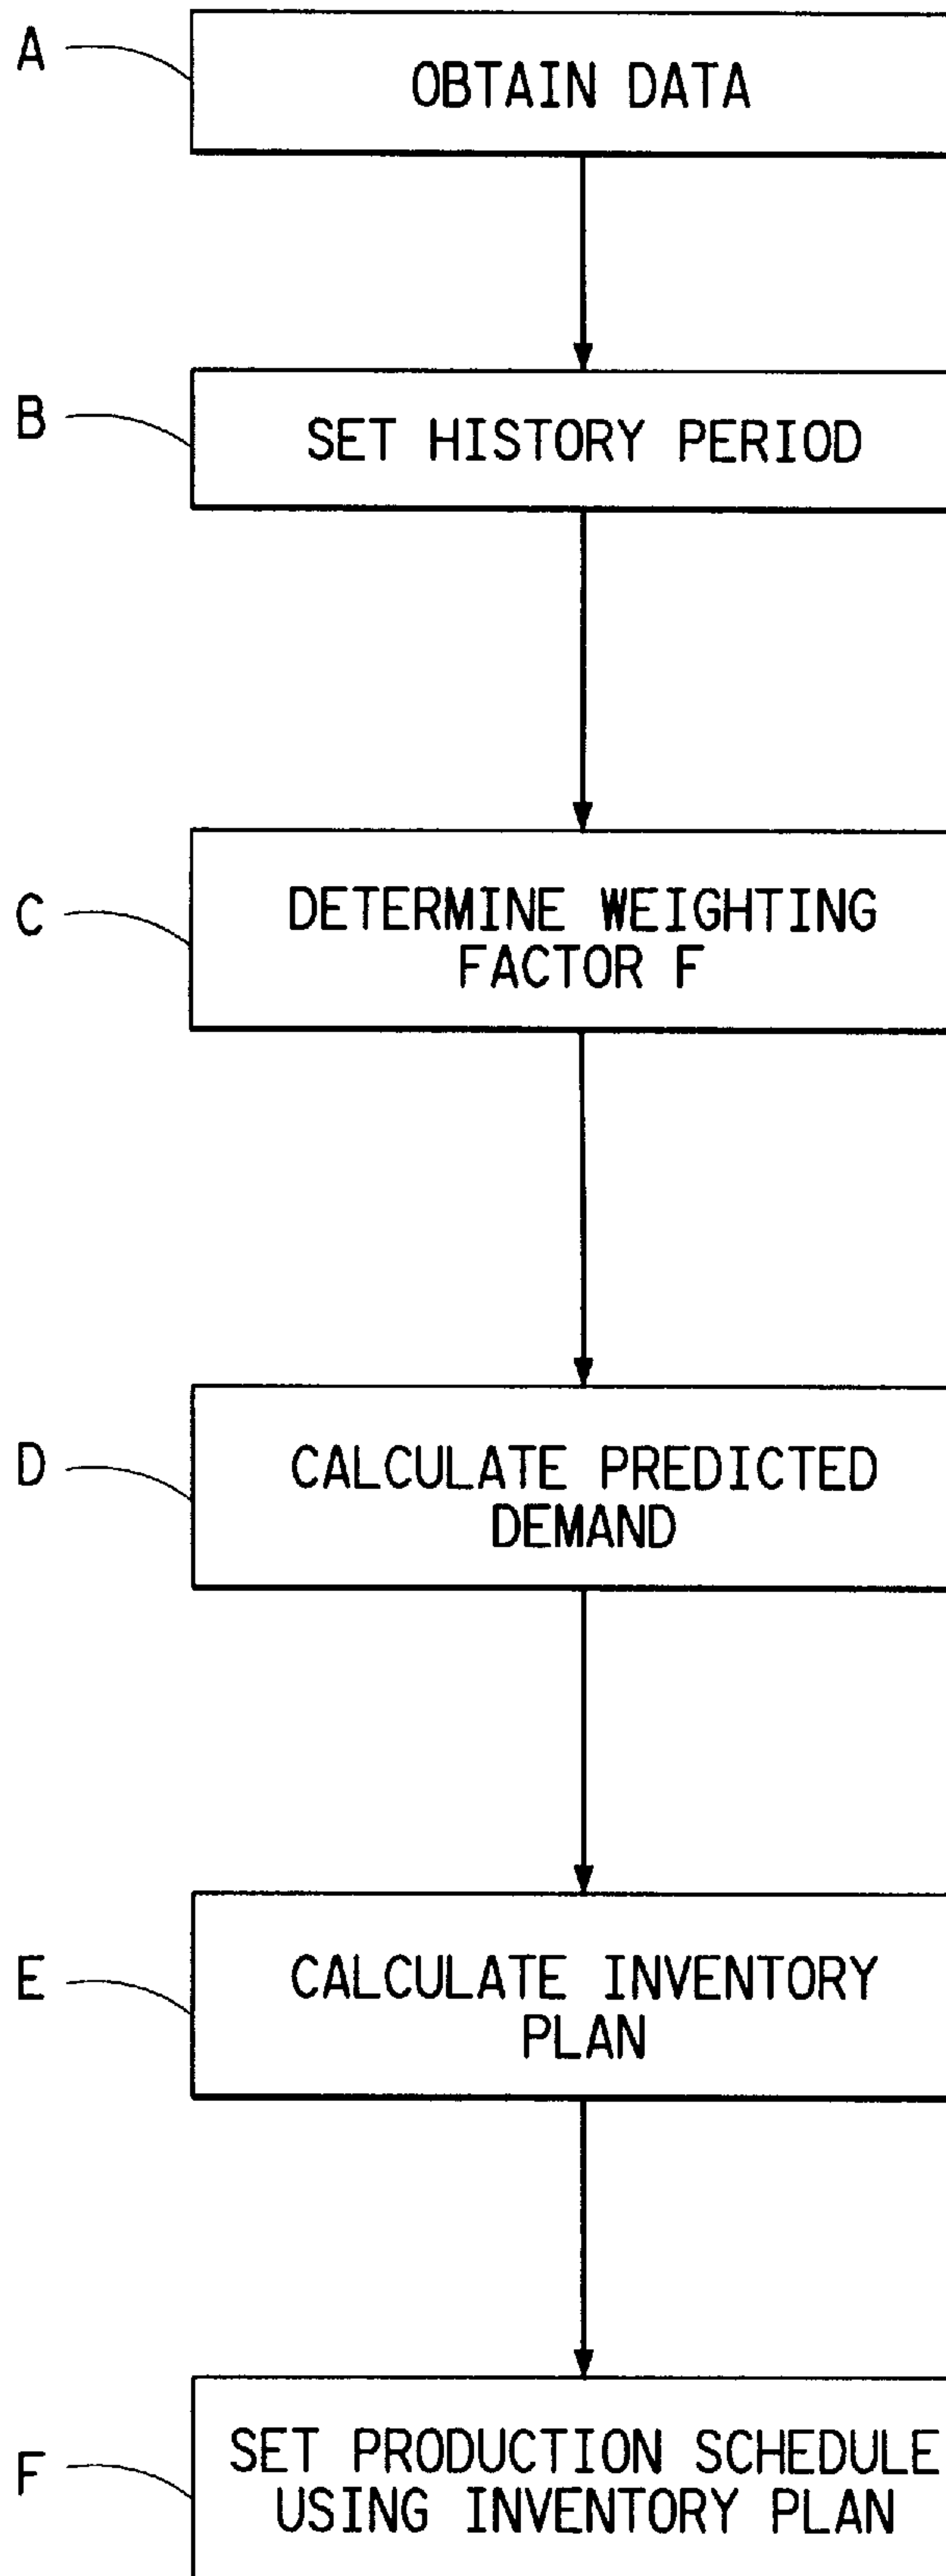 A
OBTAIN DATA
B
SET HISTORY PERIOD
C
DETERMINE WEIGHTING
FACTOR F
D
CALCULATE PREDICTED
DEMAND
E
CALCULATE INVENTORY
PLAN
F
SET PRODUCTION SCHEDULE
USING INVENTORY PLAN